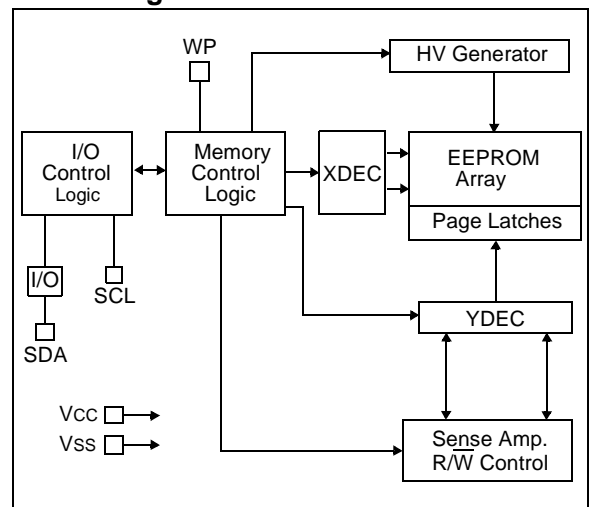 WP
HV Generator
I/O
Control
Logic
Memory
Control
Logic
XDEC
EEPROM
Array
Page Latches
I/O
SCL
SDA
YDEC
VCC
VSS
Sense Amp.
R/W̅ Control